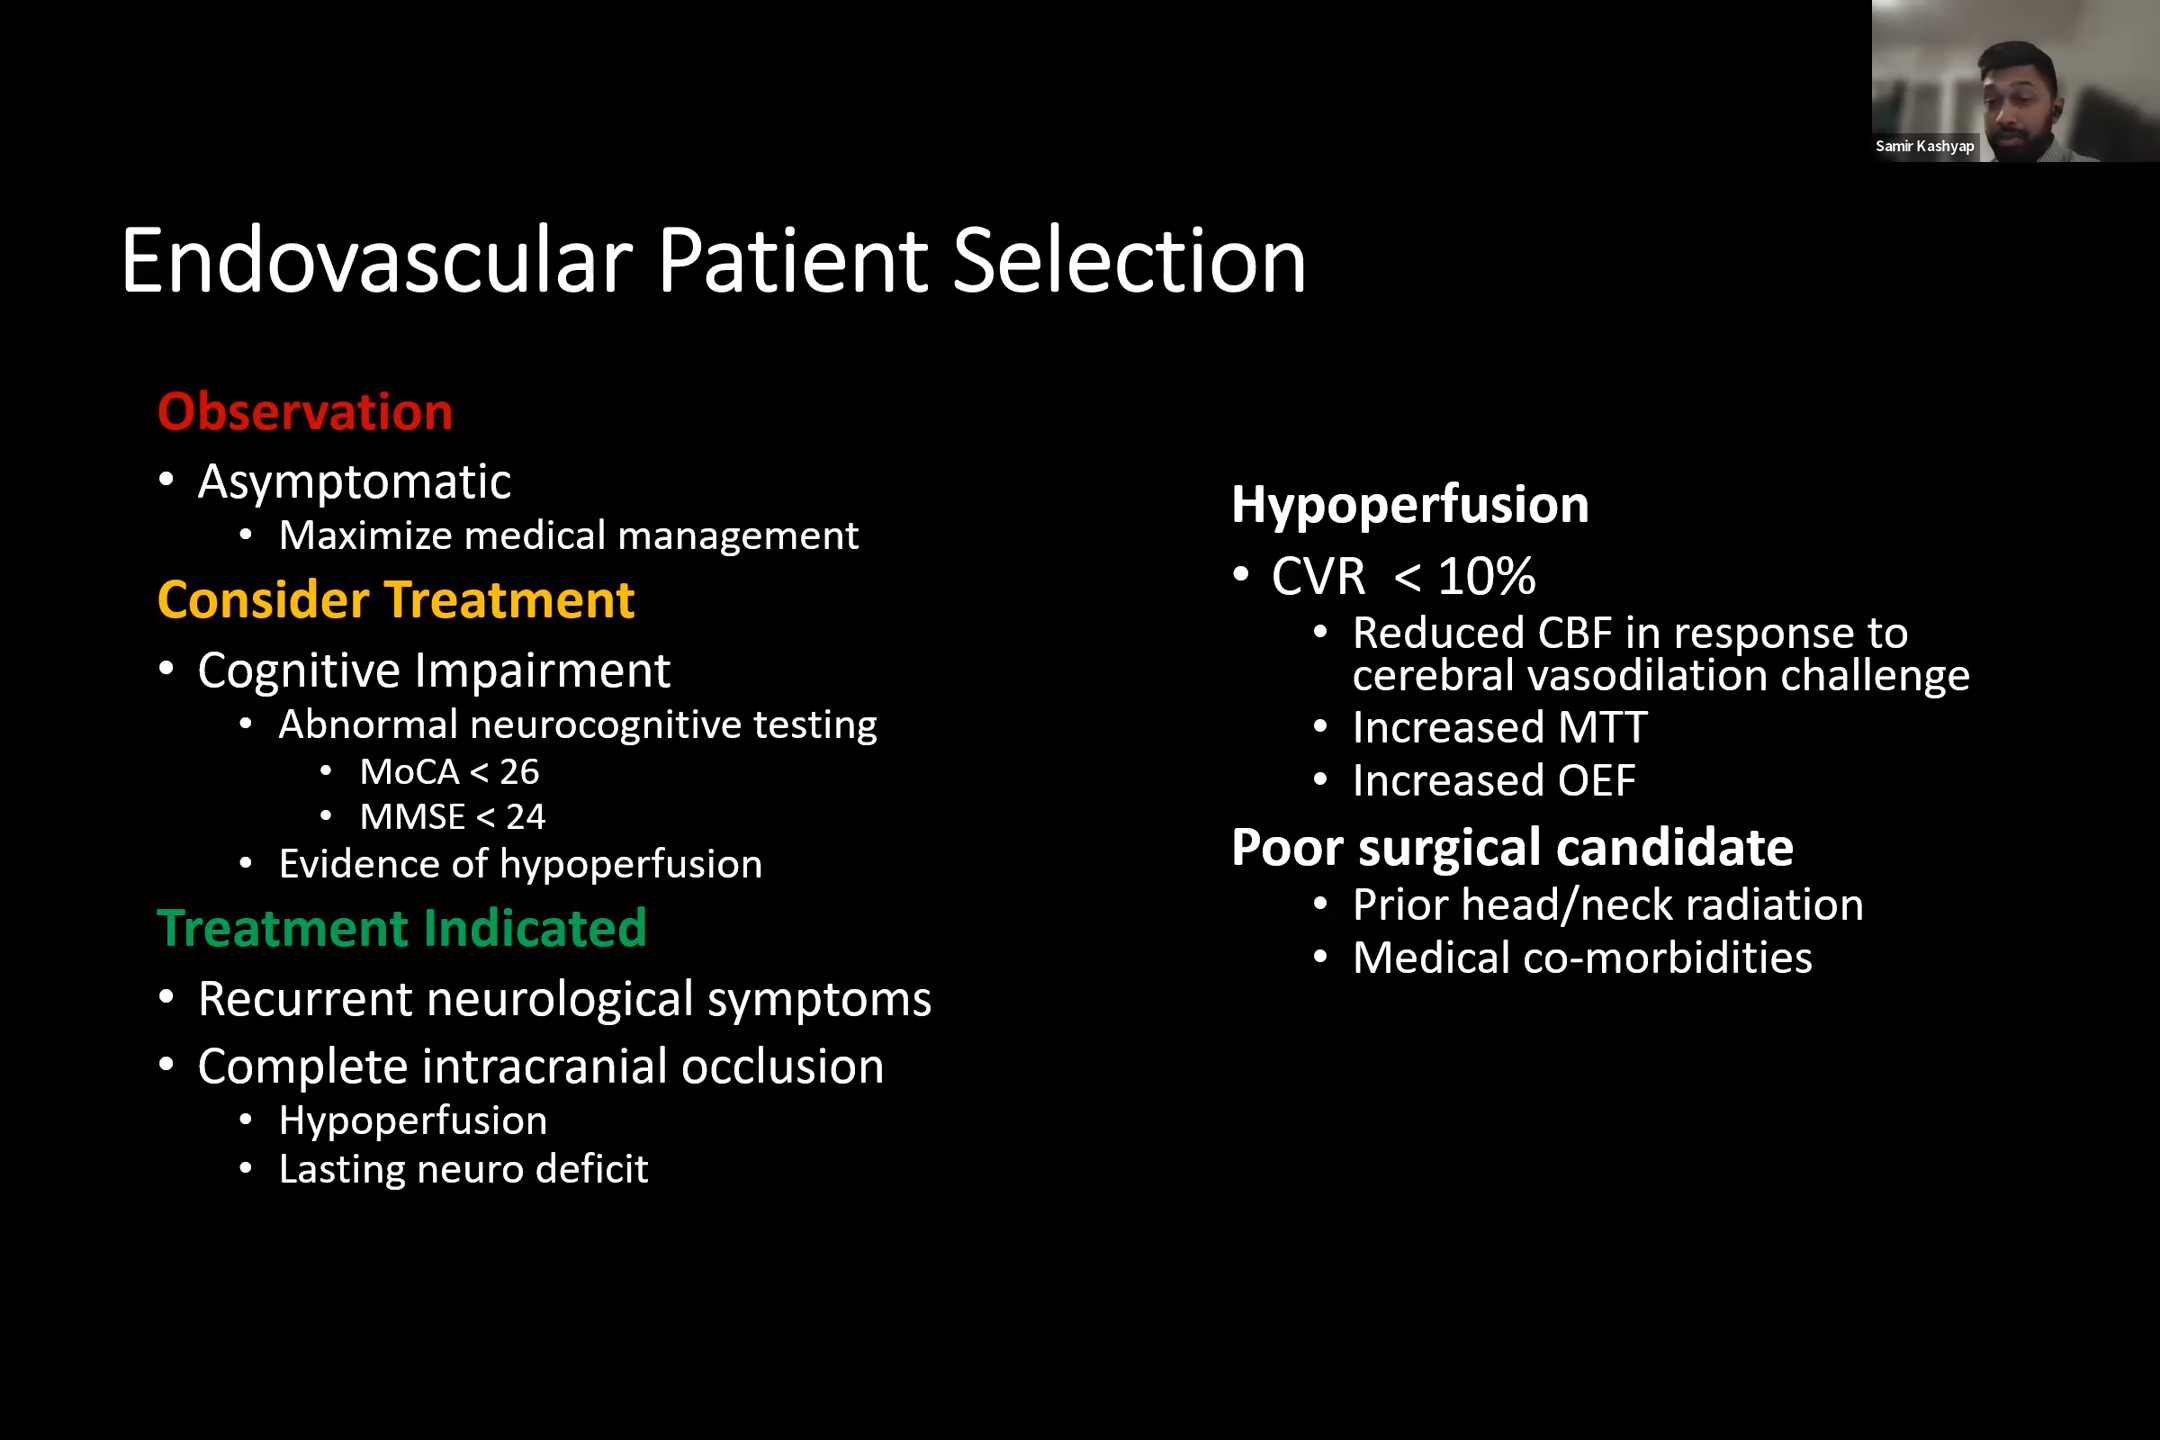 Samir Kashyap
Endovascular Patient Selection
Observation
• Asymptomatic
• Maximize medical management
Consider Treatment
• Cognitive Impairment
• Abnormal neurocognitive testing
• MoCA < 26
• MMSE < 24
• Evidence of hypoperfusion
Treatment Indicated
• Recurrent neurological symptoms
• Complete intracranial occlusion
• Hypoperfusion
• Lasting neuro deficit
Hypoperfusion
• CVR < 10%
• Reduced CBF in response to
cerebral vasodilation challenge
• Increased MTT
• Increased OEF
Poor surgical candidate
• Prior head/neck radiation
• Medical co-morbidities